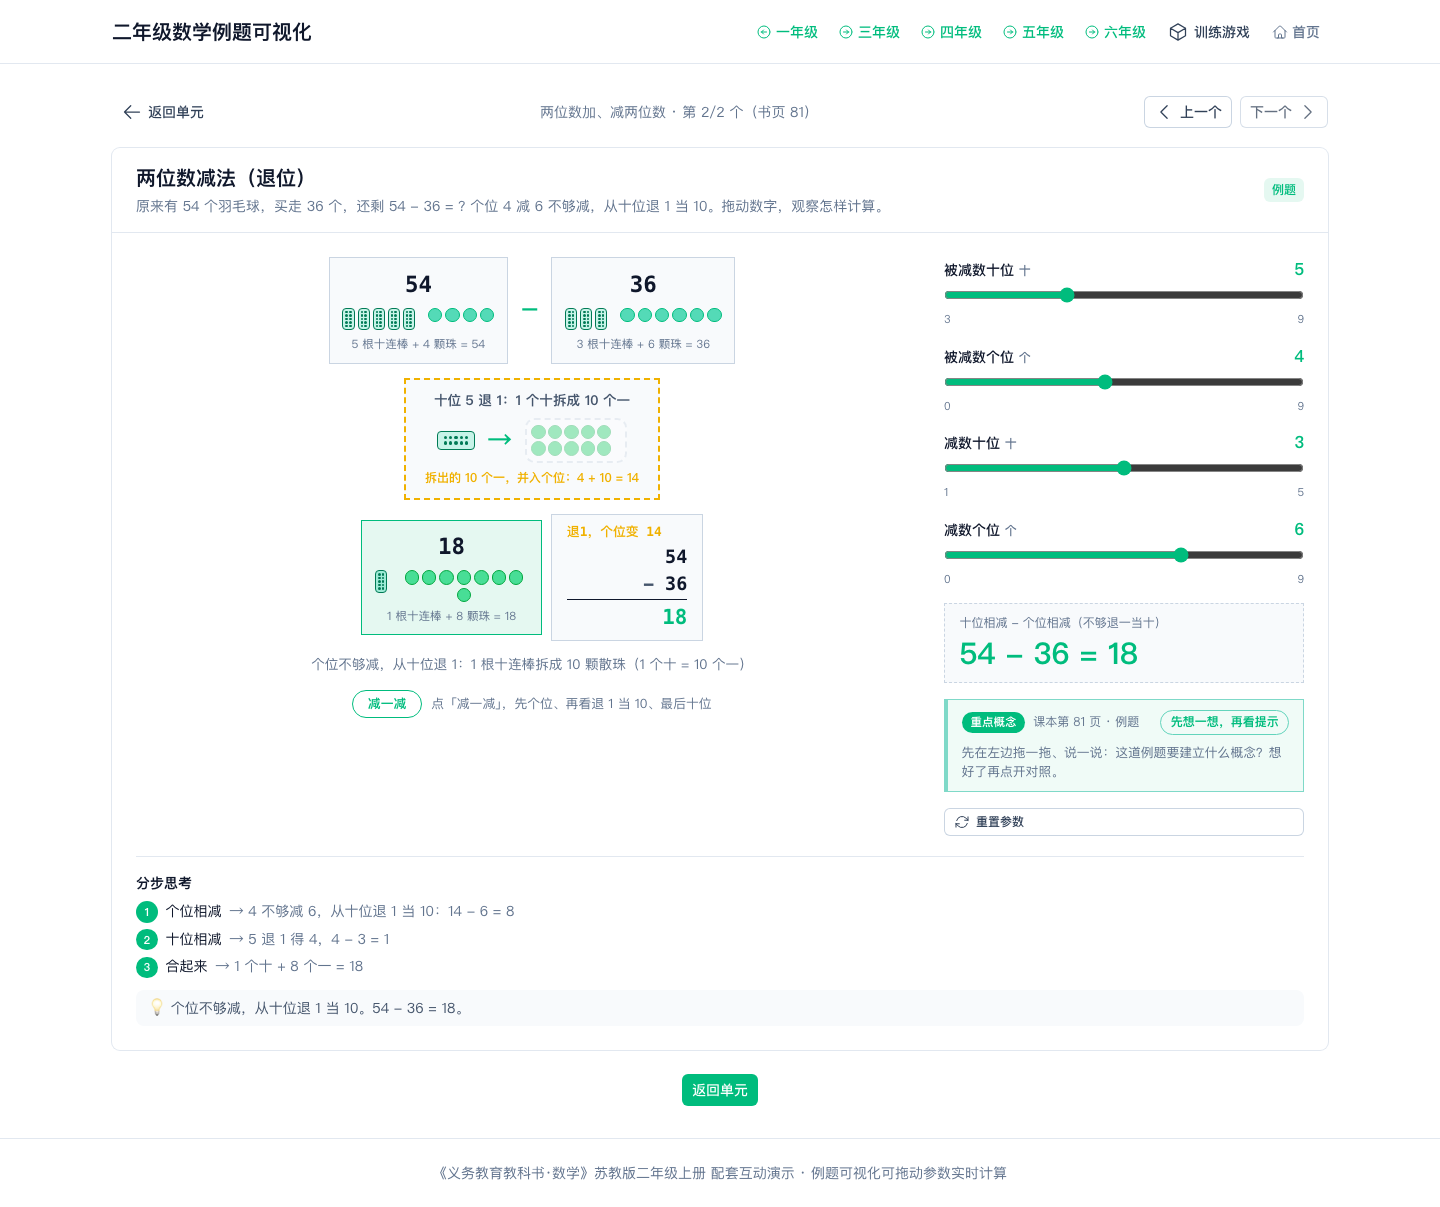 二年级数学例题可视化
一年级 三年级 四年级 五年级 六年级 训练游戏 首页
返回单元
两位数加、减两位数 · 第 2/2 个（书页 81）
上一个 下一个
两位数减法（退位）
例题
原来有 54 个羽毛球，买走 36 个，还剩 54 − 36 = ? 个位 4 减 6 不够减，从十位退 1 当 10。拖动数字，观察怎样计算。
54
5 根十连棒 + 4 颗珠 = 54
−
36
3 根十连棒 + 6 颗珠 = 36
十位 5 退 1：1 个十拆成 10 个一
拆出的 10 个一，并入个位：4 + 10 = 14
18
1 根十连棒 + 8 颗珠 = 18
退1，个位变 14
54
− 36
18
个位不够减，从十位退 1：1 根十连棒拆成 10 颗散珠（1 个十 = 10 个一）
减一减 点「减一减」，先个位、再看退 1 当 10、最后十位
被减数十位 十 5
3 9
被减数个位 个 4
0 9
减数十位 十 3
1 5
减数个位 个 6
0 9
十位相减 − 个位相减（不够退一当十）
54 − 36 = 18
重点概念 课本第 81 页 · 例题 先想一想，再看提示
先在左边拖一拖、说一说：这道例题要建立什么概念？想
好了再点开对照。
重置参数
分步思考
1 个位相减 → 4 不够减 6，从十位退 1 当 10：14 − 6 = 8
2 十位相减 → 5 退 1 得 4，4 − 3 = 1
3 合起来 → 1 个十 + 8 个一 = 18
💡 个位不够减，从十位退 1 当 10。54 − 36 = 18。
返回单元
《义务教育教科书·数学》苏教版二年级上册 配套互动演示 · 例题可视化可拖动参数实时计算